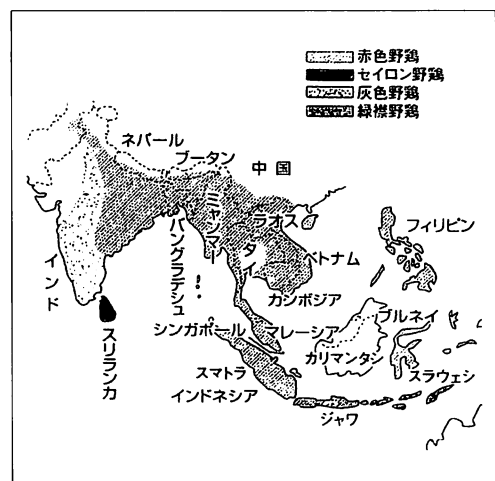 赤色野鶏
セイロン野鶏
灰色野鶏
緑襟野鶏
ネパール
ブータン
中国
ミャンマー
ラオス
タイ
ベトナム
フィリピン
インド
バングラデシュ
カンボジア
スリランカ
シンガポール
マレーシア
ブルネイ
カリマンタン
スマトラ
スラウェシ
インドネシア
ジャワ